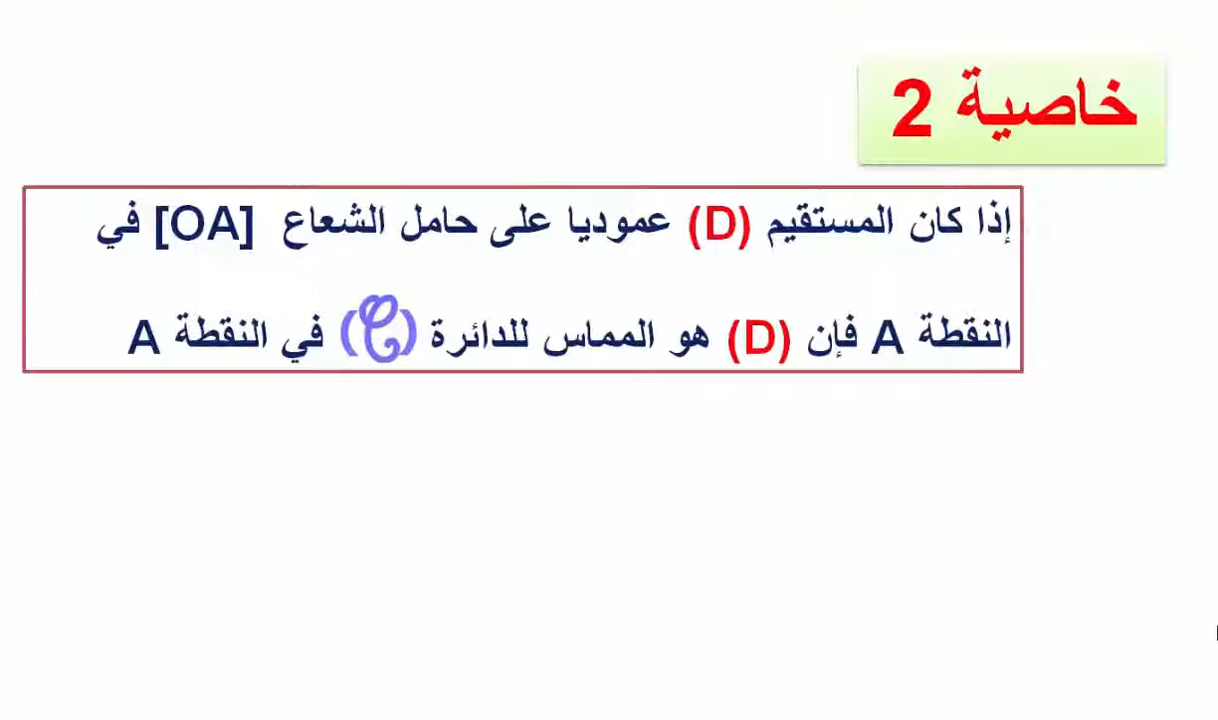 خاصية 2
إذا كان المستقيم (D) عموديا على حامل الشعاع [OA] في
النقطة A فإن (D) هو المماس للدائرة (𝒞) في النقطة A